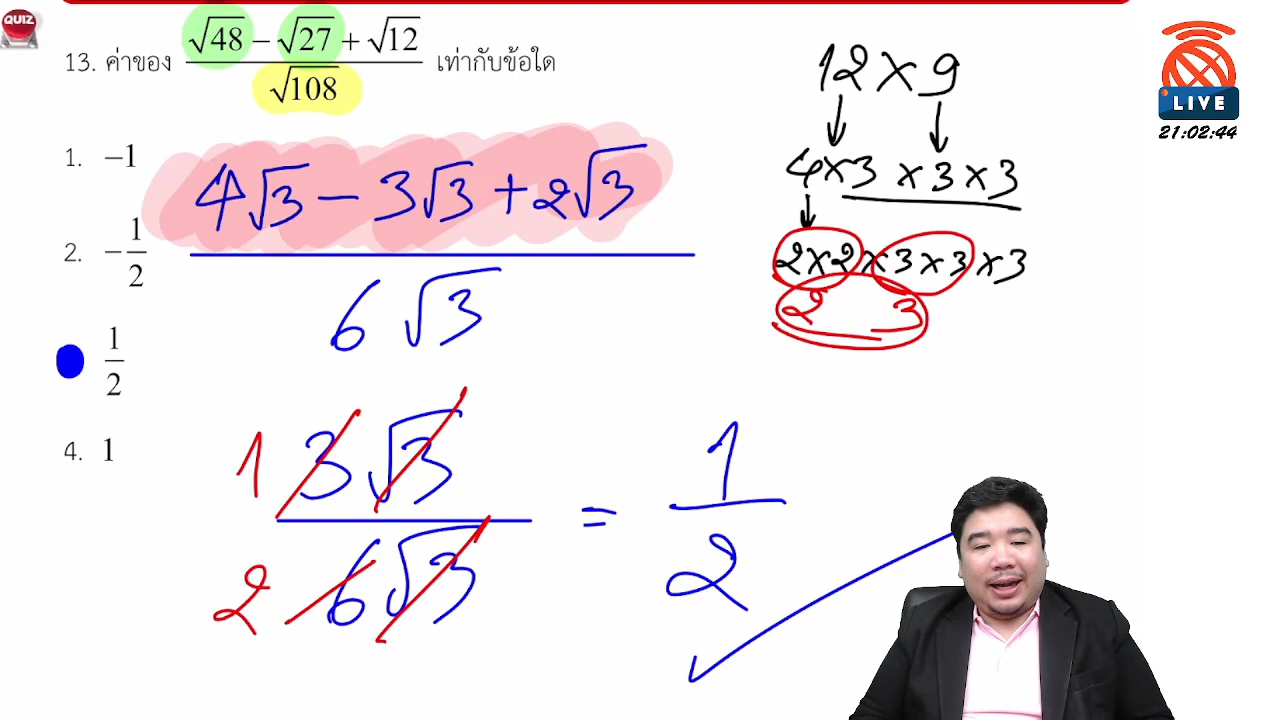 QUIZ
13. ค่าของ (√48 − √27 + √12) / √108 เท่ากับข้อใด
1. −1
2. −1/2
1/2
4. 1
4√3 − 3√3 + 2√3
6√3
1 3√3
2 6√3
= 1/2
12 × 9
4×3 ×3×3
2×2×3×3×3
2 3
LIVE
21:02:44